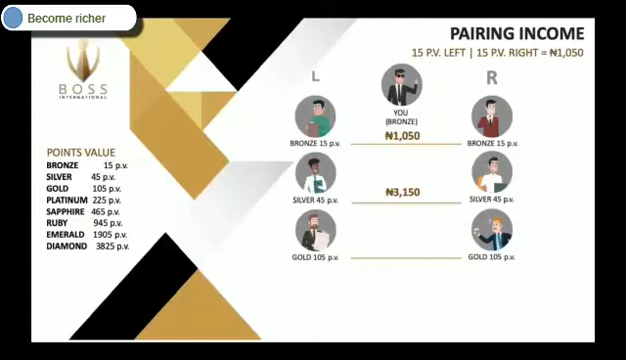 Become richer
BOSS
INTERNATIONAL
PAIRING INCOME
15 P.V. LEFT | 15 P.V. RIGHT = ₦1,050
L
R
YOU
(BRONZE)
BRONZE 15 p.v.
₦1,050
BRONZE 15 p.v.
SILVER 45 p.v.
₦3,150
SILVER 45 p.v.
GOLD 105 p.v.
GOLD 105 p.v.
POINTS VALUE
BRONZE 15 p.v.
SILVER 45 p.v.
GOLD 105 p.v.
PLATINUM 225 p.v.
SAPPHIRE 465 p.v.
RUBY 945 p.v.
EMERALD 1905 p.v.
DIAMOND 3825 p.v.